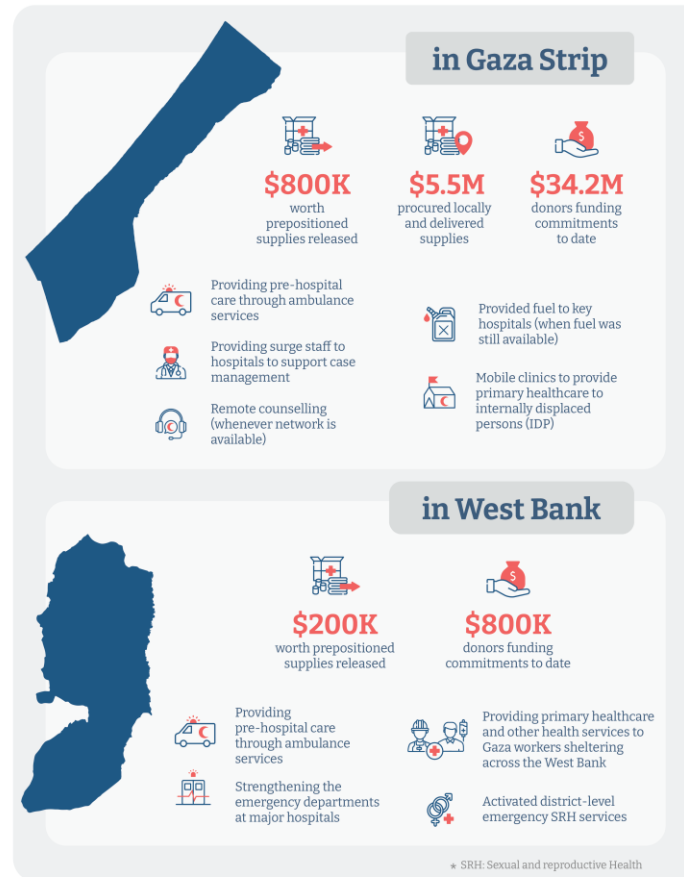 in Gaza Strip
$800K
worth
prepositioned
supplies released
$5.5M
procured locally
and delivered
supplies
$34.2M
donors funding
commitments
to date
Providing pre-hospital
care through ambulance
services
Providing surge staff to
hospitals to support case
management
Remote counselling
(whenever network is
available)
Provided fuel to key
hospitals (when fuel was
still available)
Mobile clinics to provide
primary healthcare to
internally displaced
persons (IDP)
in West Bank
$200K
worth prepositioned
supplies released
$800K
donors funding
commitments to date
Providing
pre-hospital care
through ambulance
services
Strengthening the
emergency departments
at major hospitals
Providing primary healthcare
and other health services to
Gaza workers sheltering
across the West Bank
Activated district-level
emergency SRH services
★ SRH: Sexual and reproductive Health